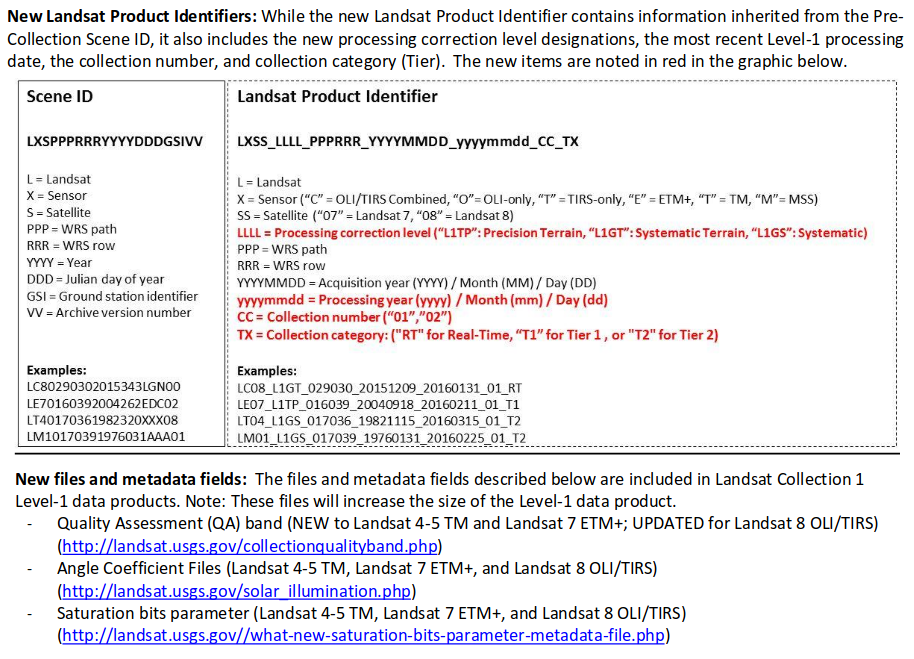 New Landsat Product Identifiers: While the new Landsat Product Identifier contains information inherited from the Pre-
Collection Scene ID, it also includes the new processing correction level designations, the most recent Level-1 processing
date, the collection number, and collection category (Tier). The new items are noted in red in the graphic below.
Scene ID
LXSPPPRRRYYYYDDDGSIVV
L = Landsat
X = Sensor
S = Satellite
PPP = WRS path
RRR = WRS row
YYYY = Year
DDD = Julian day of year
GSI = Ground station identifier
VV = Archive version number
Examples:
LC80290302015343LGN00
LE70160392004262EDC02
LT40170361982320XXX08
LM10170391976031AAA01
Landsat Product Identifier
LXSS_LLLL_PPPRRR_YYYYMMDD_yyyymmdd_CC_TX
L = Landsat
X = Sensor ("C" = OLI/TIRS Combined, "O"= OLI-only, "T" = TIRS-only, "E" = ETM+, "T" = TM, "M"= MSS)
SS = Satellite ("07" = Landsat 7, "08" = Landsat 8)
LLLL = Processing correction level ("L1TP": Precision Terrain, "L1GT": Systematic Terrain, "L1GS": Systematic)
PPP = WRS path
RRR = WRS row
YYYYMMDD = Acquisition year (YYYY) / Month (MM) / Day (DD)
yyyymmdd = Processing year (yyyy) / Month (mm) / Day (dd)
CC = Collection number ("01","02")
TX = Collection category: ("RT" for Real-Time, "T1" for Tier 1 , or "T2" for Tier 2)
Examples:
LC08_L1GT_029030_20151209_20160131_01_RT
LE07_L1TP_016039_20040918_20160211_01_T1
LT04_L1GS_017036_19821115_20160315_01_T2
LM01_L1GS_017039_19760131_20160225_01_T2
New files and metadata fields: The files and metadata fields described below are included in Landsat Collection 1
Level-1 data products. Note: These files will increase the size of the Level-1 data product.
- Quality Assessment (QA) band (NEW to Landsat 4-5 TM and Landsat 7 ETM+; UPDATED for Landsat 8 OLI/TIRS)
(http://landsat.usgs.gov/collectionqualityband.php)
- Angle Coefficient Files (Landsat 4-5 TM, Landsat 7 ETM+, and Landsat 8 OLI/TIRS)
(http://landsat.usgs.gov/solar_illumination.php)
- Saturation bits parameter (Landsat 4-5 TM, Landsat 7 ETM+, and Landsat 8 OLI/TIRS)
(http://landsat.usgs.gov//what-new-saturation-bits-parameter-metadata-file.php)